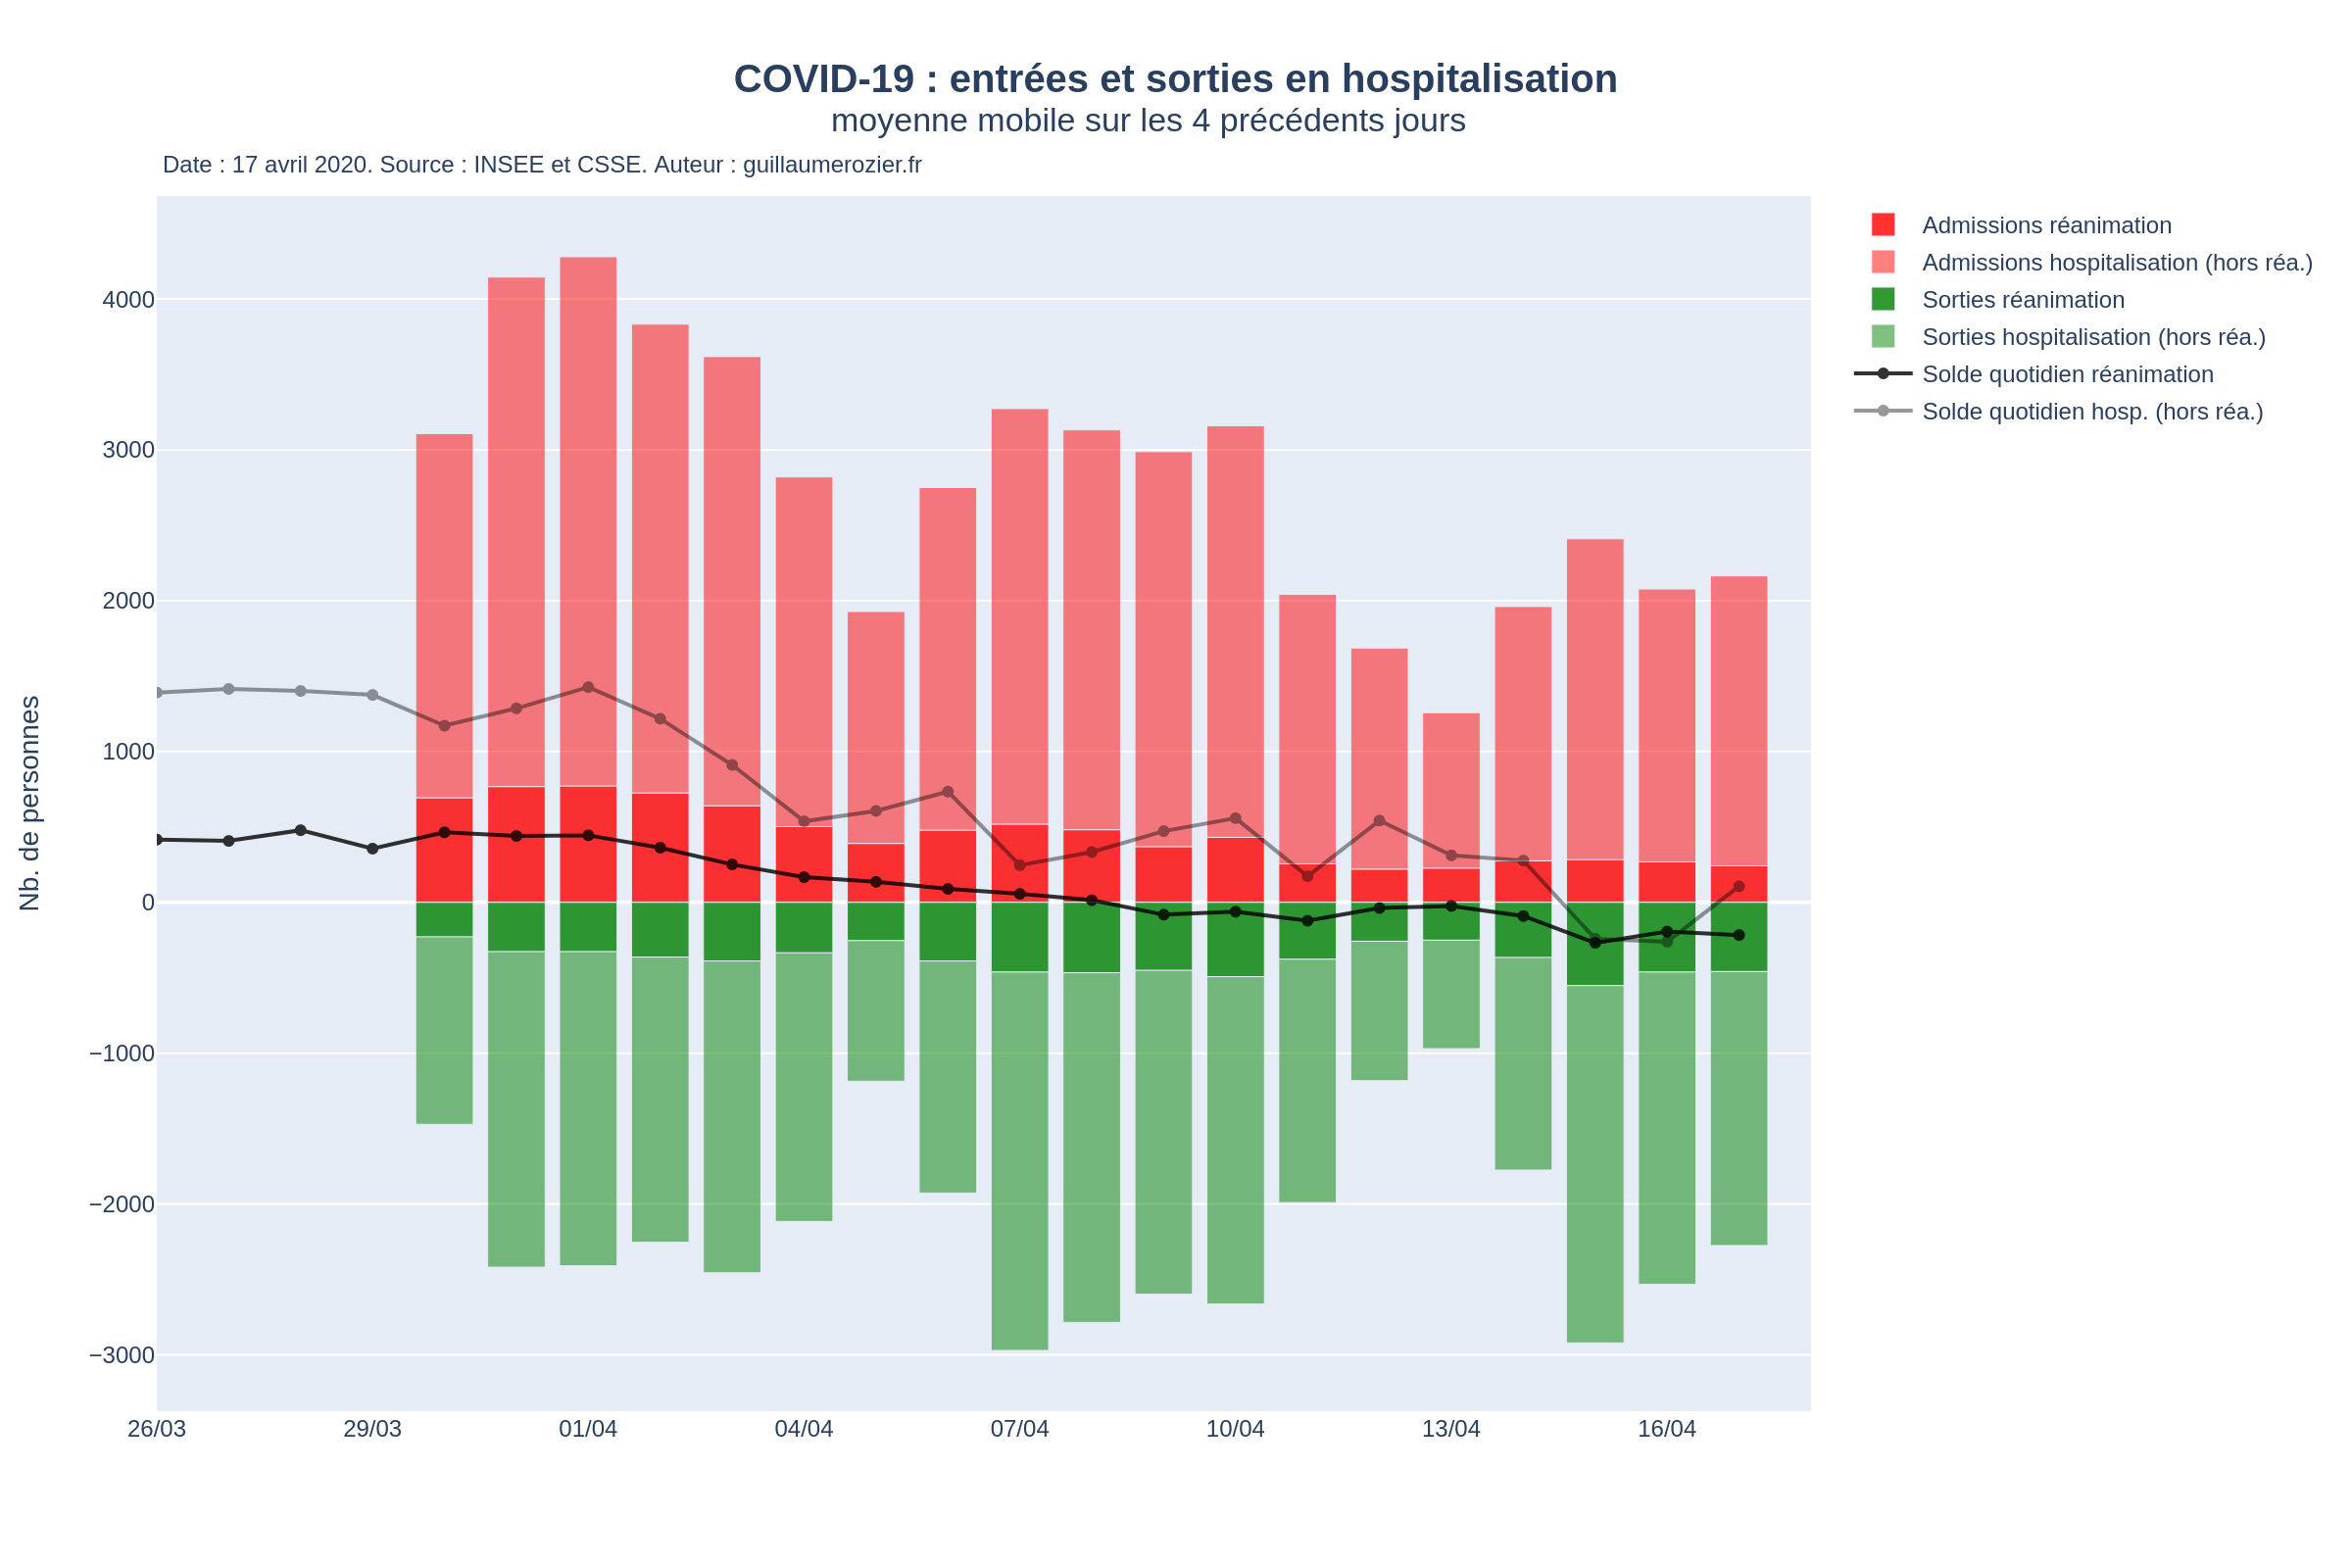 COVID-19 : entrées et sorties en hospitalisation
moyenne mobile sur les 4 précédents jours
Date : 17 avril 2020. Source : INSEE et CSSE. Auteur : guillaumerozier.fr
Admissions réanimation
Admissions hospitalisation (hors réa.)
Sorties réanimation
Sorties hospitalisation (hors réa.)
Solde quotidien réanimation
Solde quotidien hosp. (hors réa.)
Nb. de personnes
4000
3000
2000
1000
0
−1000
−2000
−3000
26/03 29/03 01/04 04/04 07/04 10/04 13/04 16/04